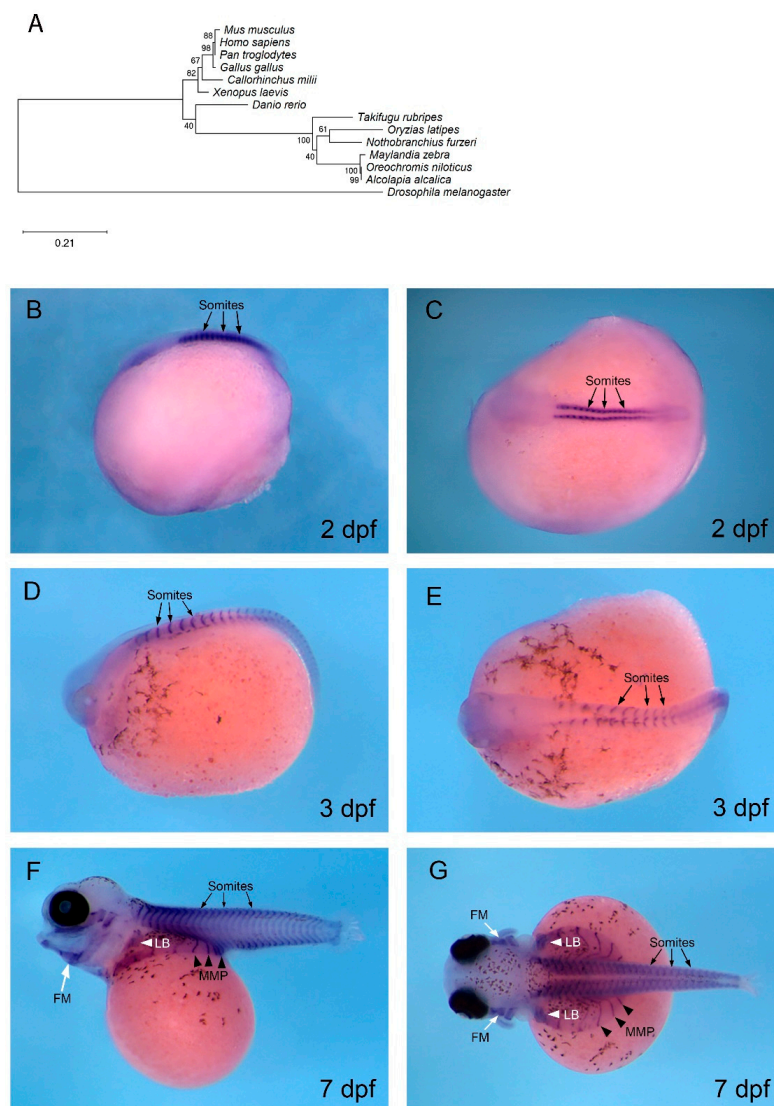 A
Mus musculus
88
Homo sapiens
98
Pan troglodytes
67
Gallus gallus
82
Callorhinchus milii
Xenopus laevis
Danio rerio
40
Takifugu rubripes
61
Oryzias latipes
100
Nothobranchius furzeri
40
Maylandia zebra
100
Oreochromis niloticus
99
Alcolapia alcalica
Drosophila melanogaster
0.21
B
Somites
2 dpf
C
Somites
2 dpf
D
Somites
3 dpf
E
Somites
3 dpf
F
Somites
LB
MMP
FM
7 dpf
G
FM
LB
Somites
LB
MMP
FM
7 dpf